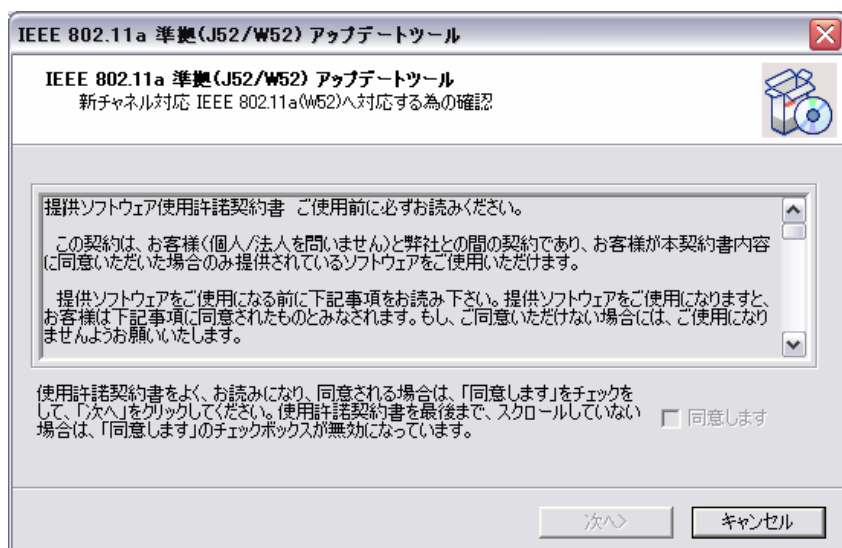 IEEE 802.11a 準拠(J52/W52) アップデートツール
IEEE 802.11a 準拠(J52/W52) アップデートツール
新チャネル対応 IEEE 802.11a(W52)へ対応する為の確認
提供ソフトウェア使用許諾契約書 ご使用前に必ずお読みください。
この契約は、お客様(個人/法人を問いません)と弊社との間の契約であり、お客様が本契約書内容
に同意いただいた場合のみ提供されているソフトウェアをご使用いただけます。
提供ソフトウェアをご使用になる前に下記事項をお読み下さい。提供ソフトウェアをご使用になりますと、
お客様は下記事項に同意されたものとみなされます。もし、ご同意いただけない場合には、ご使用になり
ませんようお願いいたします。
使用許諾契約書をよく、お読みになり、同意される場合は、「同意します」をチェックを
して、「次へ」をクリックしてください。使用許諾契約書を最後まで、スクロールしていない
場合は、「同意します」のチェックボックスが無効になっています。
同意します
次へ>
キャンセル